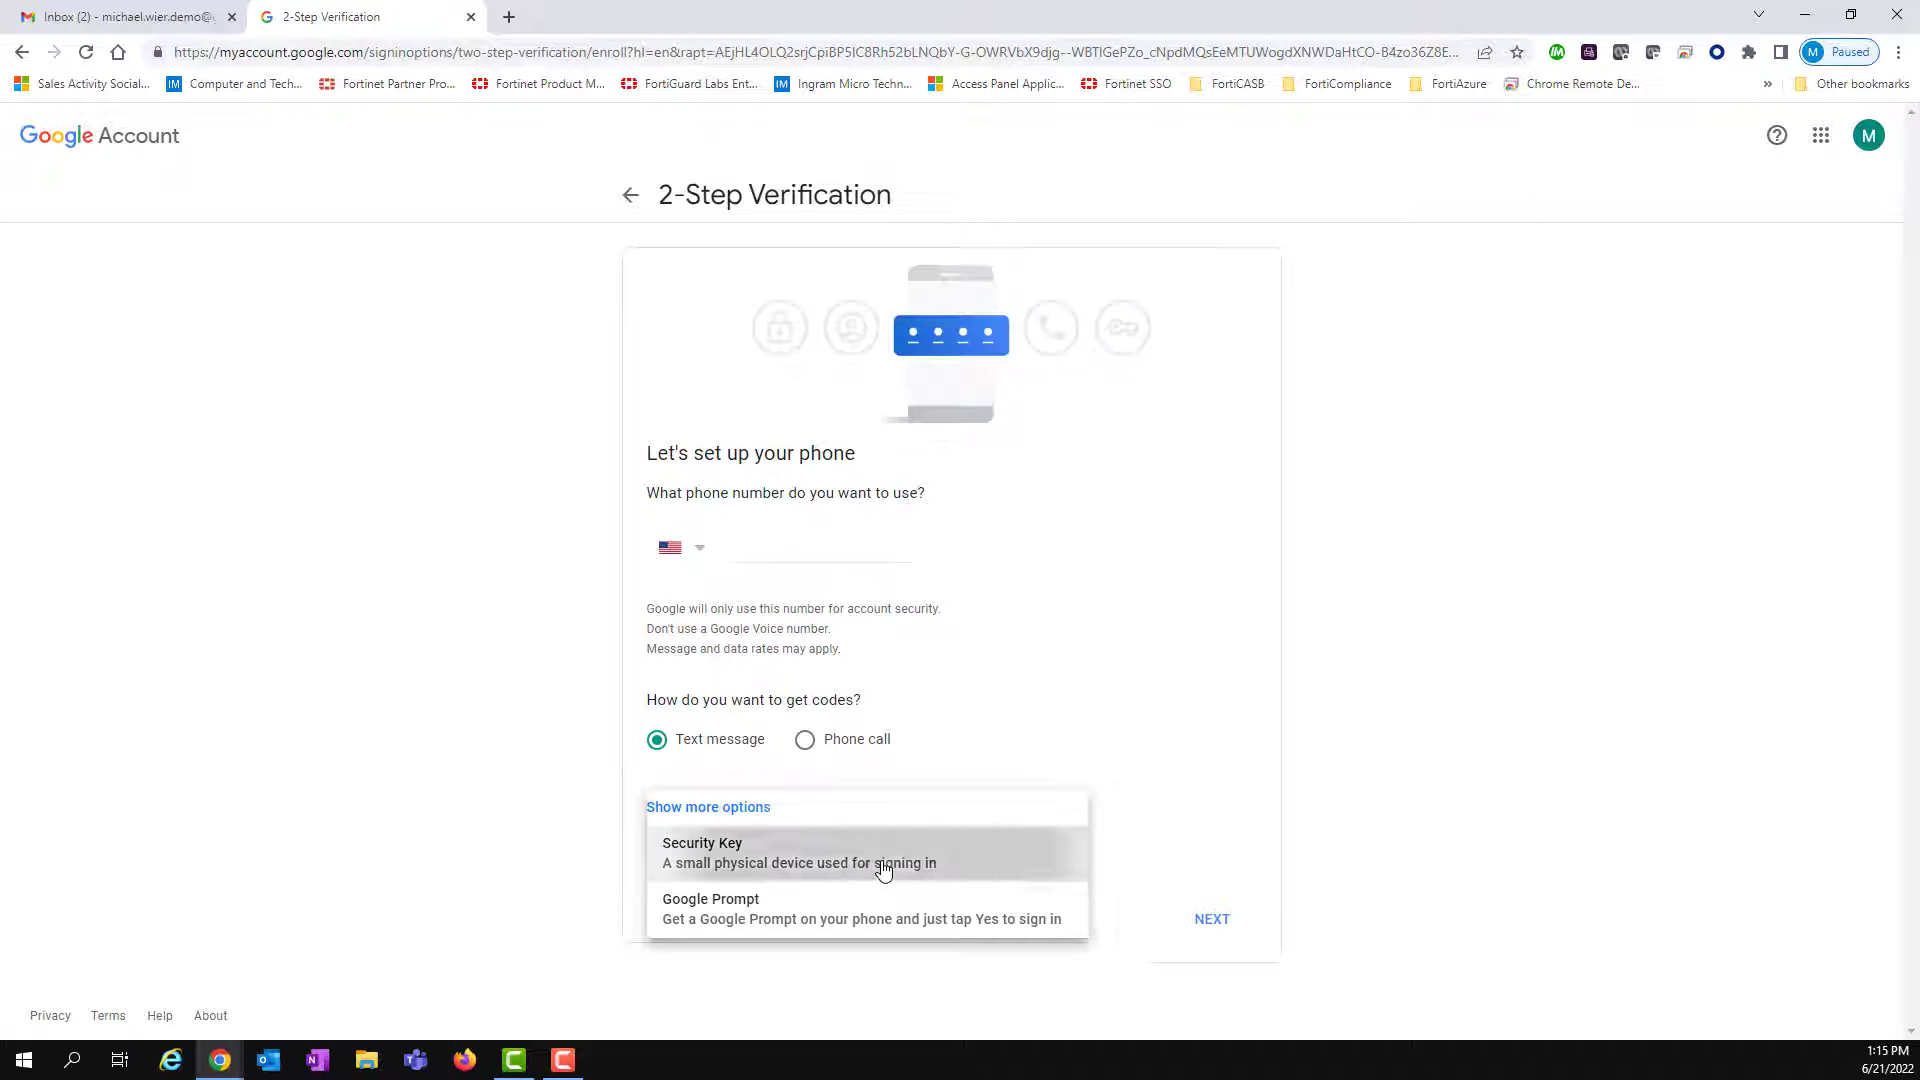 Inbox (2) - michael.wier.demo@
2-Step Verification
https://myaccount.google.com/signinoptions/two-step-verification/enroll?hl=en&rapt=AEjHL4OLQ2srjCpiBP5IC8Rh52bLNQbY-G-OWRVbX9djg--WBTIGePZo_cNpdMQsEeMTUWogdXNWDaHtCO-B4zo36Z8E...
M Paused
Sales Activity Social...
IM Computer and Tech...
Fortinet Partner Pro...
Fortinet Product M...
FortiGuard Labs Ent...
IM Ingram Micro Techn...
Access Panel Applic...
Fortinet SSO
FortiCASB
FortiCompliance
FortiAzure
Chrome Remote De...
»
Other bookmarks
Google Account
M
2-Step Verification
Let's set up your phone
What phone number do you want to use?
Google will only use this number for account security.
Don't use a Google Voice number.
Message and data rates may apply.
How do you want to get codes?
Text message
Phone call
Show more options
Security Key
A small physical device used for signing in
Google Prompt
Get a Google Prompt on your phone and just tap Yes to sign in
NEXT
Privacy
Terms
Help
About
1:15 PM
6/21/2022